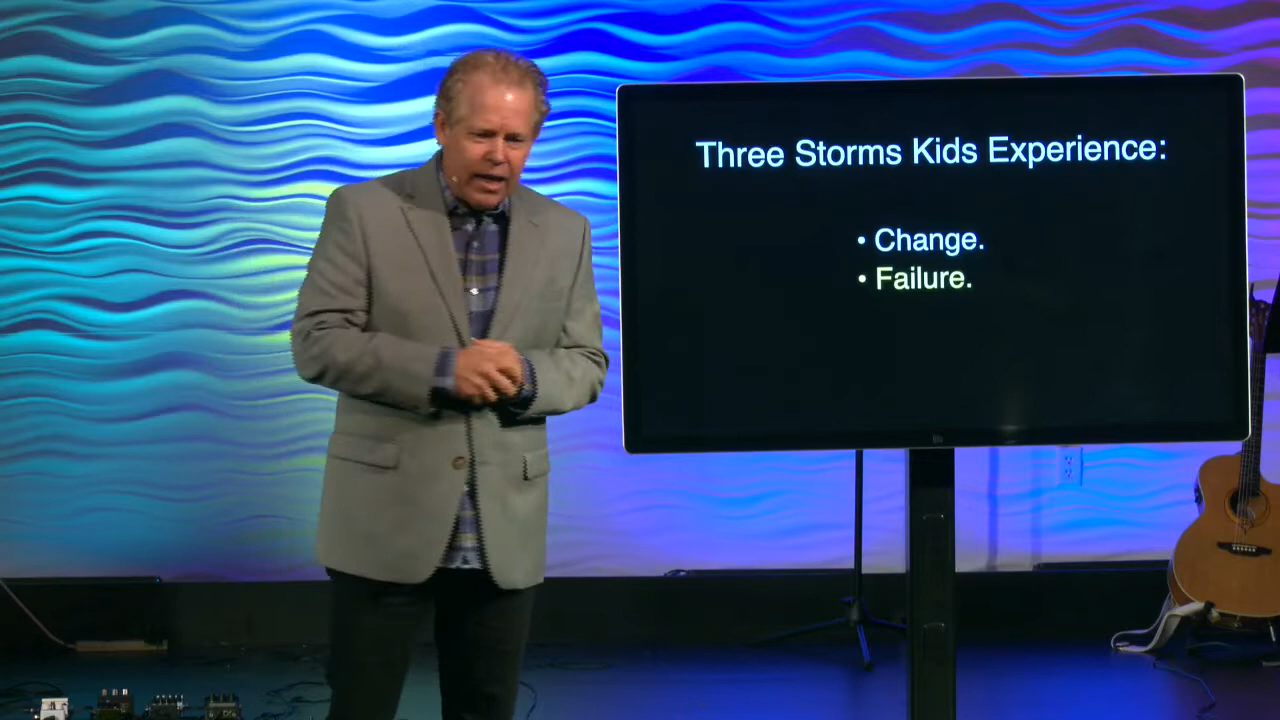 Three Storms Kids Experience:
• Change.
• Failure.